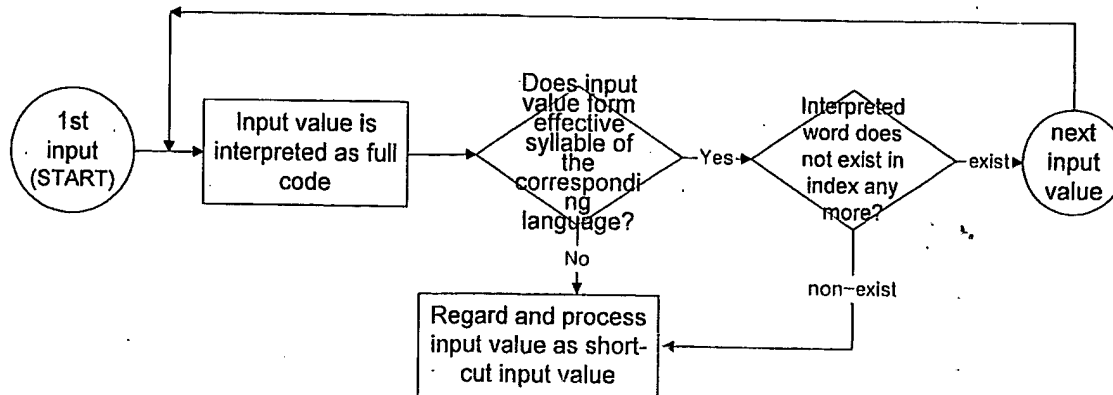 1st
input
(START)
Input value is
interpreted as full
code
Does input
value form
effective
syllable of
the
correspondi
ng
language?
Yes
Interpreted
word does
not exist in
index any
more?
exist
next
input
value
No
non-exist
Regard and process
input value as short-
cut input value